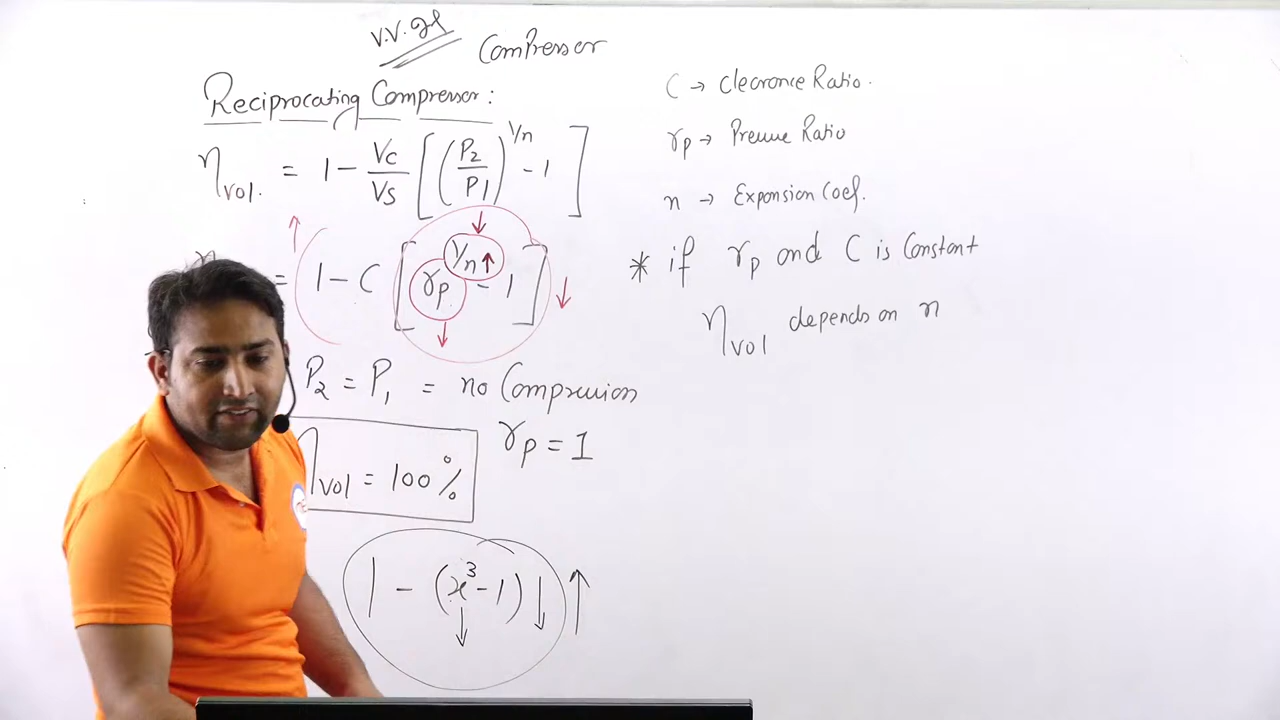 Compressor
Reciprocating Compressor:
ηvol. = 1 - Vc/Vs [(P2/P1)^1/n - 1]
= 1 - C [rp^1/n ↑ - 1] ↓
P2 = P1 = no Compression
rp = 1
ηvol = 100%
1 - (x³ - 1) ↓ ↑
C → Clearance Ratio.
rp → Pressure Ratio
n → Expansion Coef.
* if rp and C is Constant
ηvol depends on n